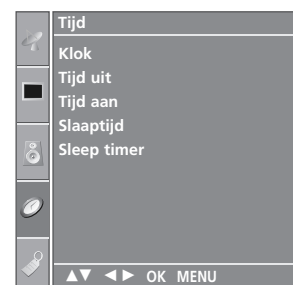 Tijd
Klok
Tijd uit
Tijd aan
Slaaptijd
Sleep timer
▲▼ ◄► OK MENU